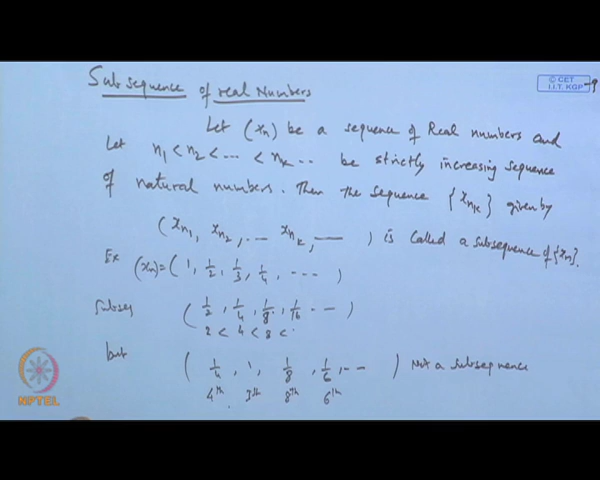 Subsequence of real Numbers
© CET
I.I.T. KGP
Let (xn) be a sequence of Real numbers and
Let n1 < n2 < ... < nk .. be strictly increasing sequence
of natural numbers. Then the sequence {xnk} given by
(xn1, xn2, ... xnk, — ) is called a subsequence of {xn}.
Ex (xn) = (1, 1/2, 1/3, 1/4, ... )
Subseq (1/2, 1/4, 1/8, 1/16 ... )
2 < 4 < 8 <
but (1/4, 1, 1/8, 1/6, ... ) Not a subsequence
4th 8th 6th
NPTEL